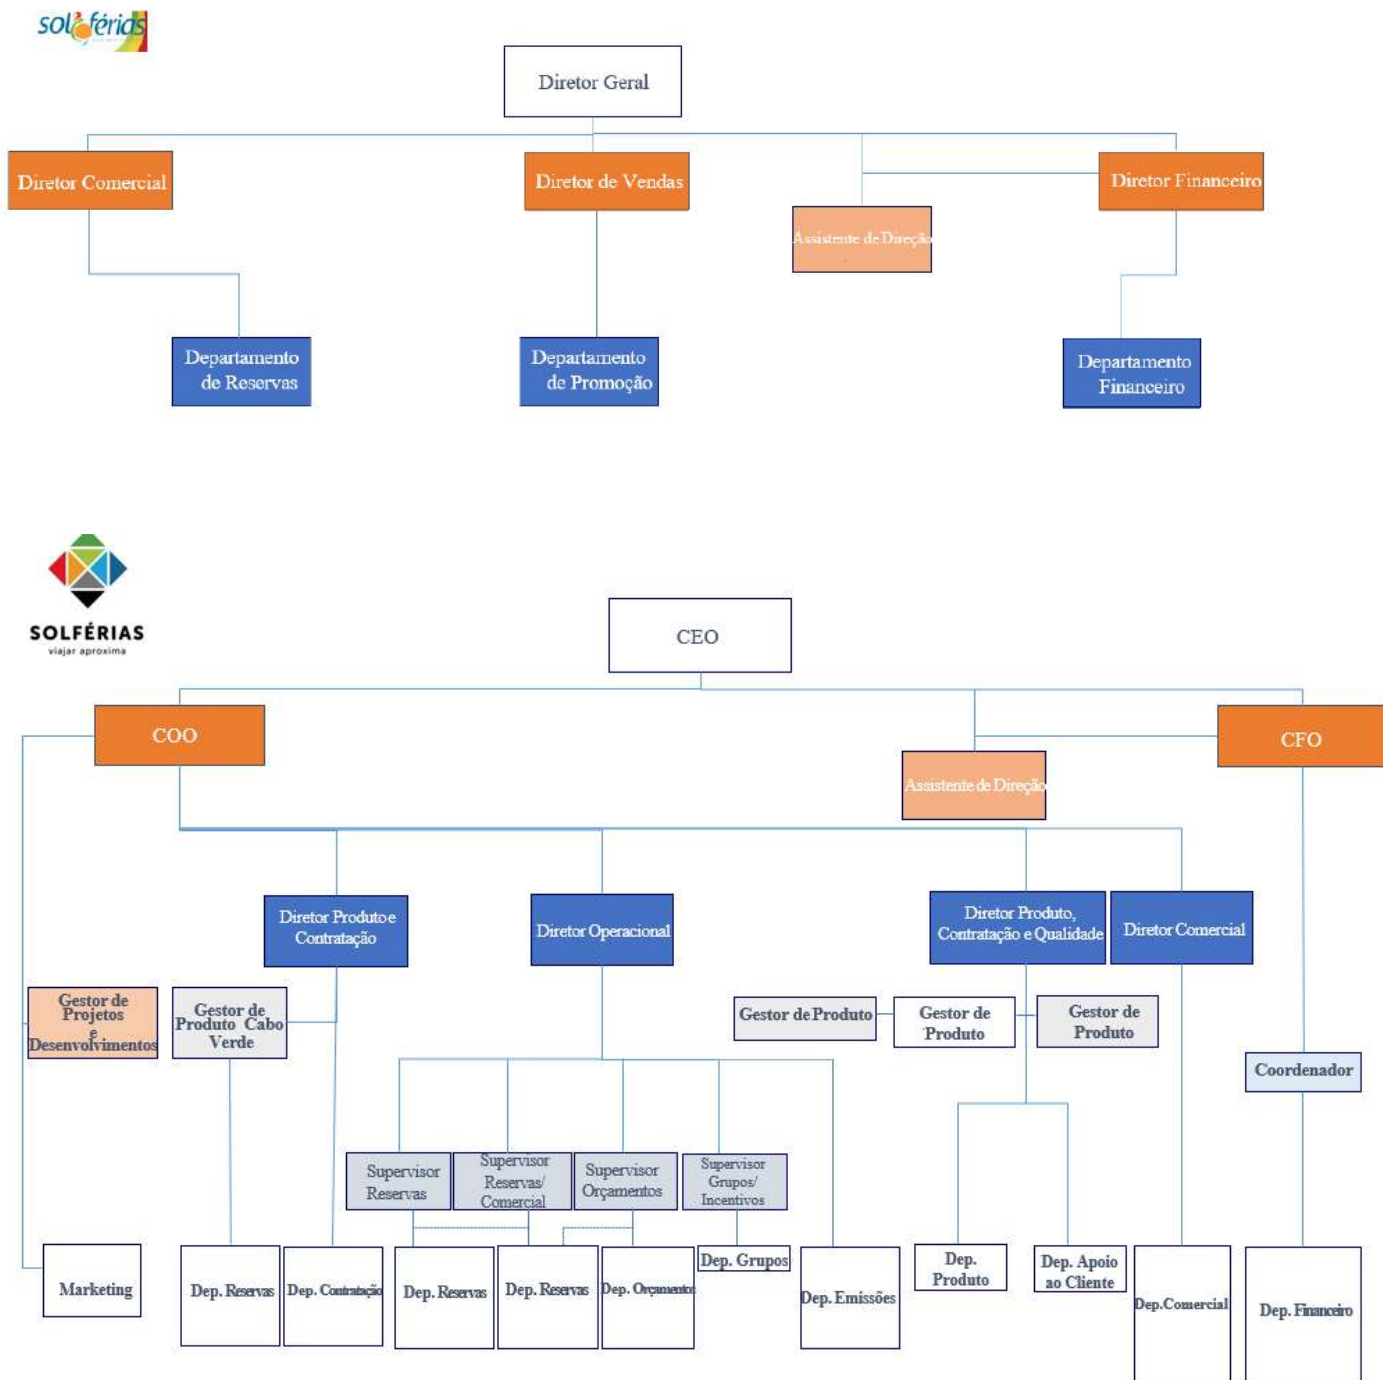 solférias
Diretor Geral
Diretor Comercial
Diretor de Vendas
Diretor Financeiro
Assistente de Direção
Departamento
de Reservas
Departamento
de Promoção
Departamento
Financeiro
SOLFÉRIAS
viajar aproxima
CEO
COO
CFO
Assistente de Direção
Diretor Produto e
Contratação
Diretor Operacional
Diretor Produto,
Contratação e Qualidade
Diretor Comercial
Gestor de
Projetos
e
Desenvolvimentos
Gestor de
Produto Cabo
Verde
Gestor de Produto
Gestor de
Produto
Gestor de
Produto
Coordenador
Supervisor
Reservas
Supervisor
Reservas/
Comercial
Supervisor
Orçamentos
Supervisor
Grupos/
Incentivos
Marketing
Dep. Reservas
Dep. Contratação
Dep. Reservas
Dep. Reservas
Dep. Orçamentos
Dep. Grupos
Dep. Emissões
Dep.
Produto
Dep. Apoio
ao Cliente
Dep.Comercial
Dep. Financeiro